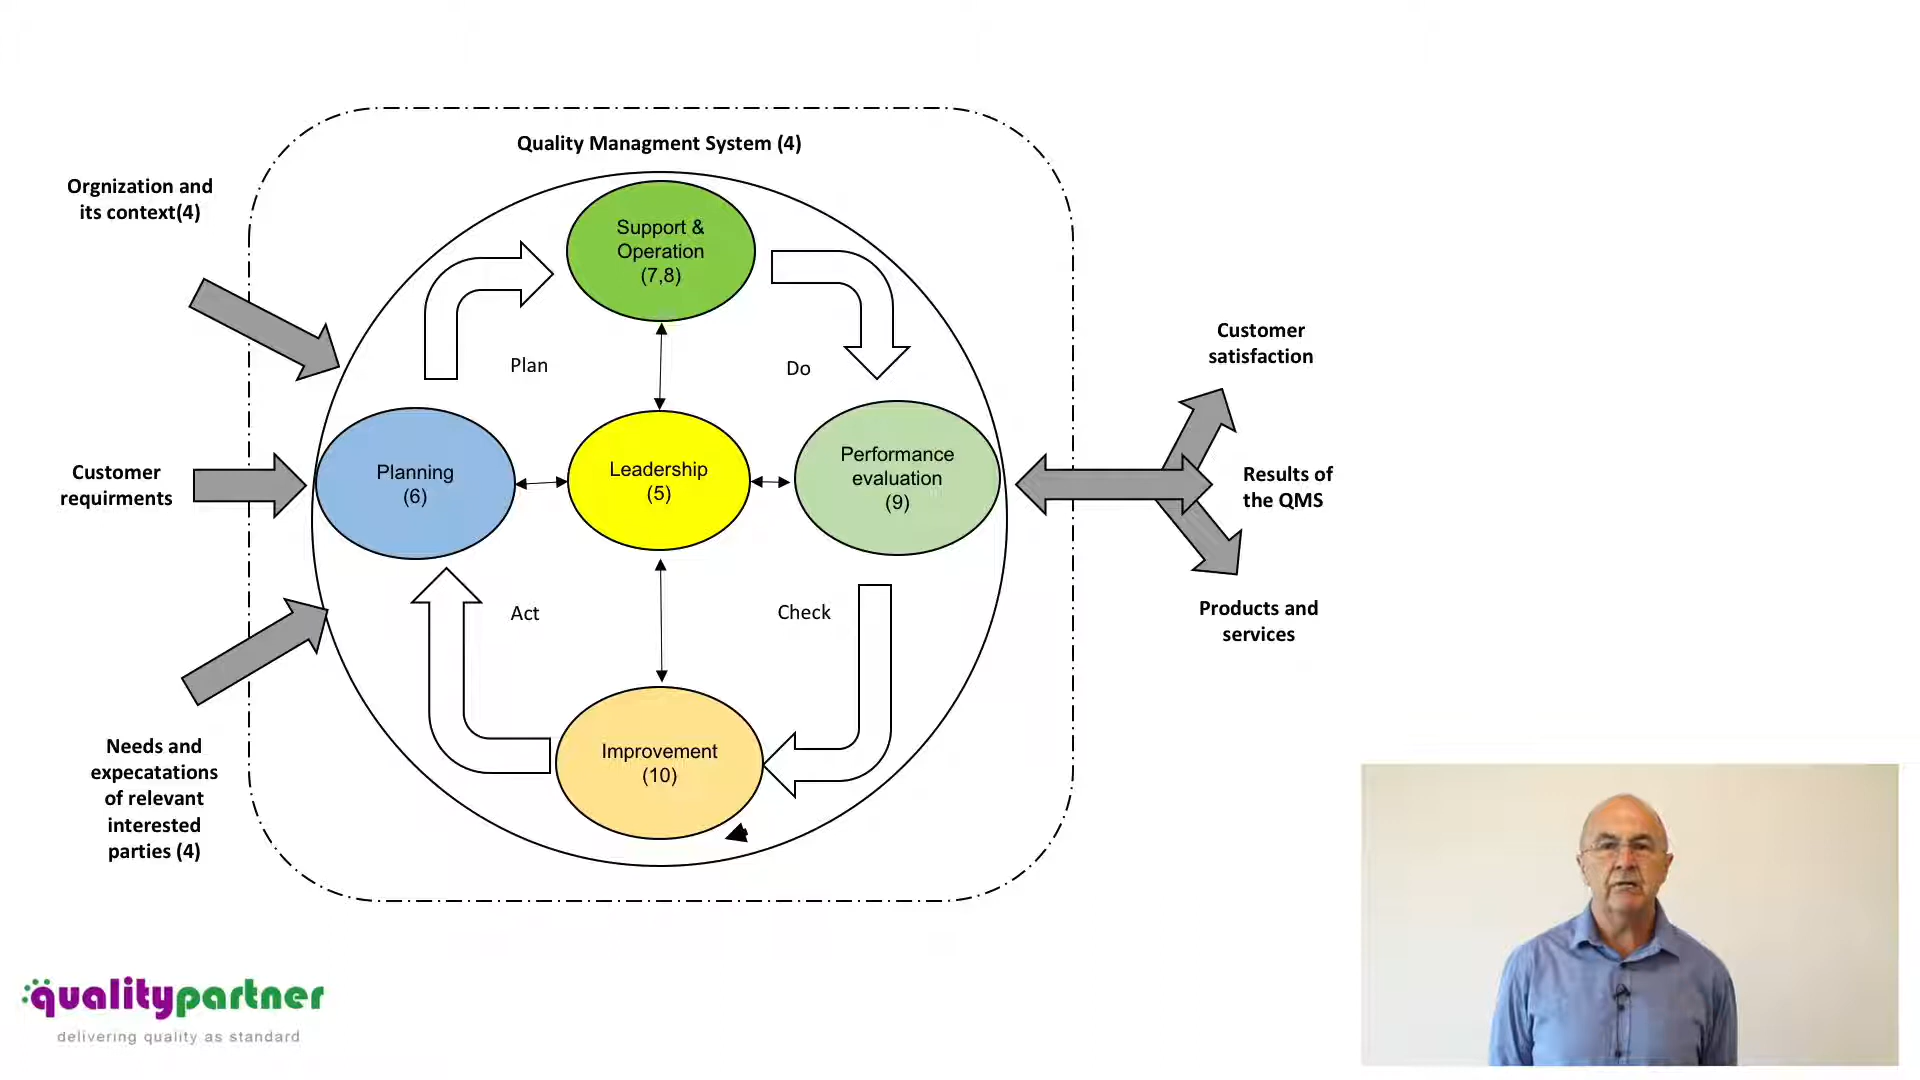 Quality Managment System (4)
Orgnization and
its context(4)
Support &
Operation
(7,8)
Plan
Do
Customer
satisfaction
Customer
requirments
Planning
(6)
Leadership
(5)
Performance
evaluation
(9)
Results of
the QMS
Act
Check
Products and
services
Needs and
expecatations
of relevant
interested
parties (4)
Improvement
(10)
qualitypartner
delivering quality as standard